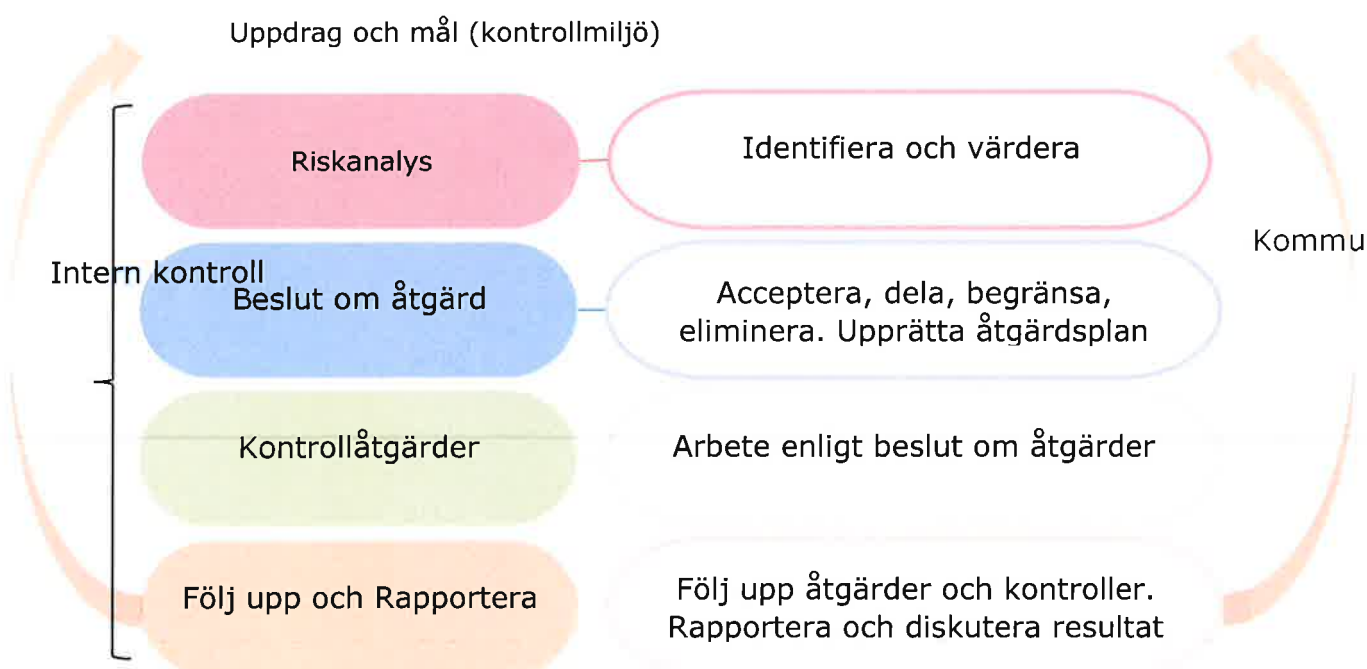 Uppdrag och mål (kontrollmiljö)
Riskanalys
Identifiera och värdera
Intern kontroll
Kommu
Beslut om åtgärd
Acceptera, dela, begränsa,
eliminera. Upprätta åtgärdsplan
Kontrollåtgärder
Arbete enligt beslut om åtgärder
Följ upp och Rapportera
Följ upp åtgärder och kontroller.
Rapportera och diskutera resultat